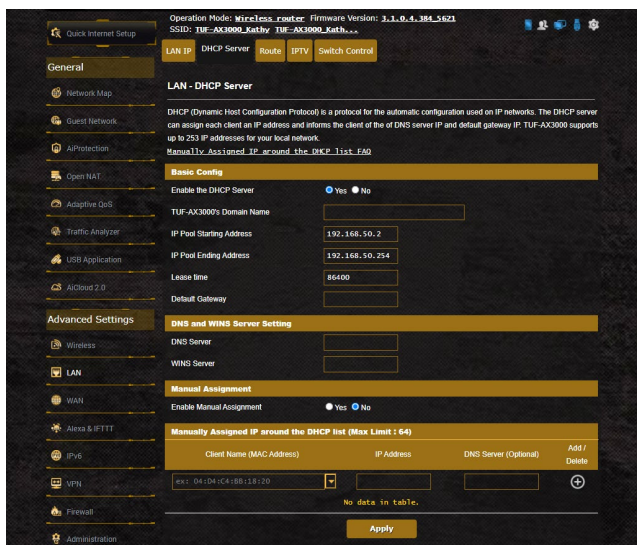 Operation Mode: Wireless router Firmware Version: 3.1.0.4.384_5621
SSID: TUF-AX3000_Kathy TUF-AX3000_Kath...
Quick Internet Setup
General
Network Map
Guest Network
AiProtection
Open NAT
Adaptive QoS
Traffic Analyzer
USB Application
AiCloud 2.0
Advanced Settings
Wireless
LAN
WAN
Alexa & IFTTT
IPv6
VPN
Firewall
Administration
LAN IP
DHCP Server
Route
IPTV
Switch Control
LAN - DHCP Server
DHCP (Dynamic Host Configuration Protocol) is a protocol for the automatic configuration used on IP networks. The DHCP server
can assign each client an IP address and informs the client of the of DNS server IP and default gateway IP. TUF-AX3000 supports
up to 253 IP addresses for your local network.
Manually Assigned IP around the DHCP list FAQ
Basic Config
Enable the DHCP Server Yes No
TUF-AX3000's Domain Name
IP Pool Starting Address 192.168.50.2
IP Pool Ending Address 192.168.50.254
Lease time 86400
Default Gateway
DNS and WINS Server Setting
DNS Server
WINS Server
Manual Assignment
Enable Manual Assignment Yes No
Manually Assigned IP around the DHCP list (Max Limit : 64)
Client Name (MAC Address) IP Address DNS Server (Optional) Add / Delete
ex: 04:D4:C4:BB:18:20
No data in table.
Apply